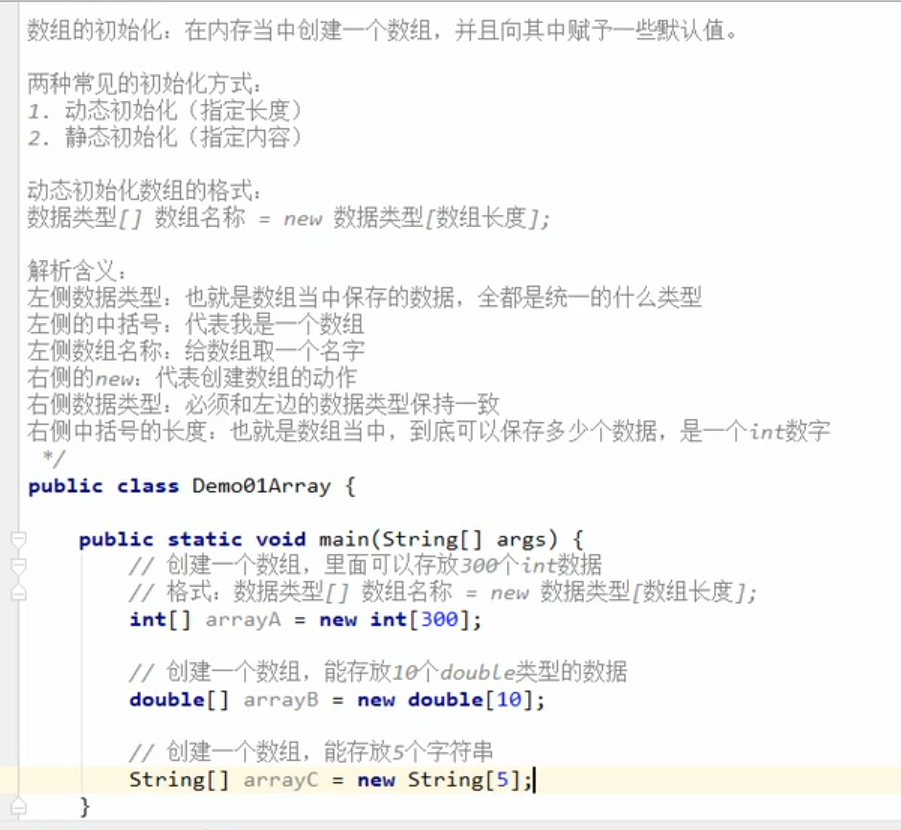 数组的初始化：在内存当中创建一个数组，并且向其中赋予一些默认值。
两种常见的初始化方式：
1. 动态初始化（指定长度）
2. 静态初始化（指定内容）
动态初始化数组的格式：
数据类型[] 数组名称 = new 数据类型[数组长度];
解析含义：
左侧数据类型：也就是数组当中保存的数据，全都是统一的什么类型
左侧的中括号：代表我是一个数组
左侧数组名称：给数组取一个名字
右侧的new：代表创建数组的动作
右侧数据类型：必须和左边的数据类型保持一致
右侧中括号的长度：也就是数组当中，到底可以保存多少个数据，是一个int数字
*/
public class Demo01Array {
public static void main(String[] args) {
// 创建一个数组，里面可以存放300个int数据
// 格式：数据类型[] 数组名称 = new 数据类型[数组长度];
int[] arrayA = new int[300];
// 创建一个数组，能存放10个double类型的数据
double[] arrayB = new double[10];
// 创建一个数组，能存放5个字符串
String[] arrayC = new String[5];
}